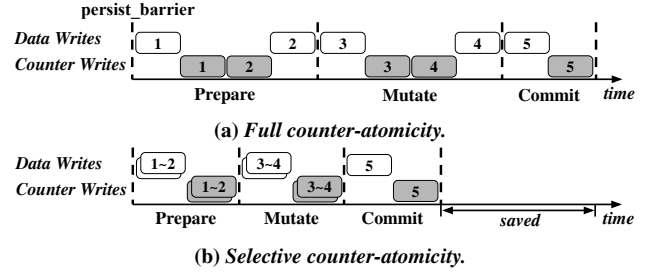 persist_barrier
Data Writes 1 2 3 4 5
Counter Writes 1 2 3 4 5
Prepare Mutate Commit time
(a) Full counter-atomicity.
Data Writes 1~2 3~4 5
Counter Writes 1~2 3~4 5
Prepare Mutate Commit saved time
(b) Selective counter-atomicity.